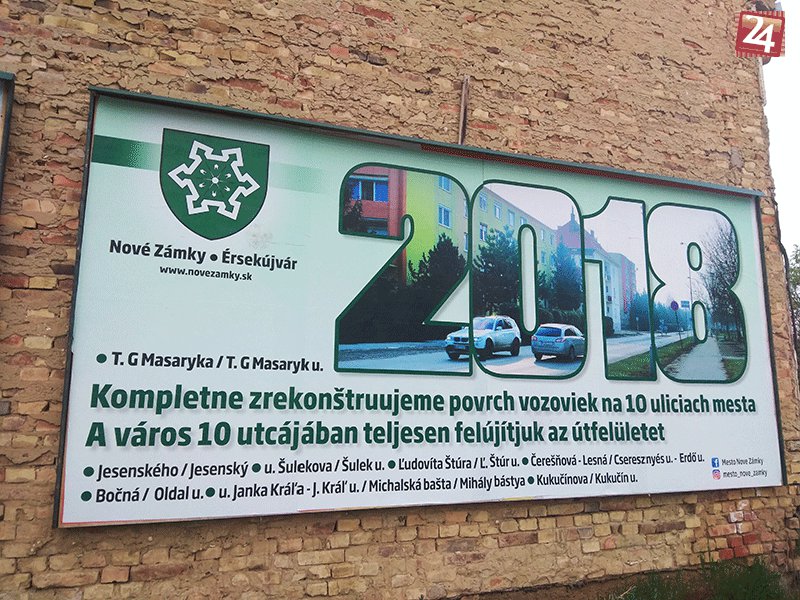 24
Nové Zámky • Érsekújvár
www.novezamky.sk
2018
• T. G Masaryka / T. G Masaryk u.
Kompletne zrekonštruujeme povrch vozoviek na 10 uliciach mesta
A város 10 utcájában teljesen felújítjuk az útfelületet
• Jesenského / Jesenský • u. Šulekova / Šulek u. • Ľudovíta Štúra / Ľ. Štúr u. • Čerešňová - Lesná / Cseresznyés u. - Erdő u.
• Bočná / Oldal u. • u. Janka Kráľa - J. Kráľ u. / Michalská bašta / Mihály bástya • Kukučínova / Kukučín u.
Mesto Nové Zámky
mesto_nove_zamky